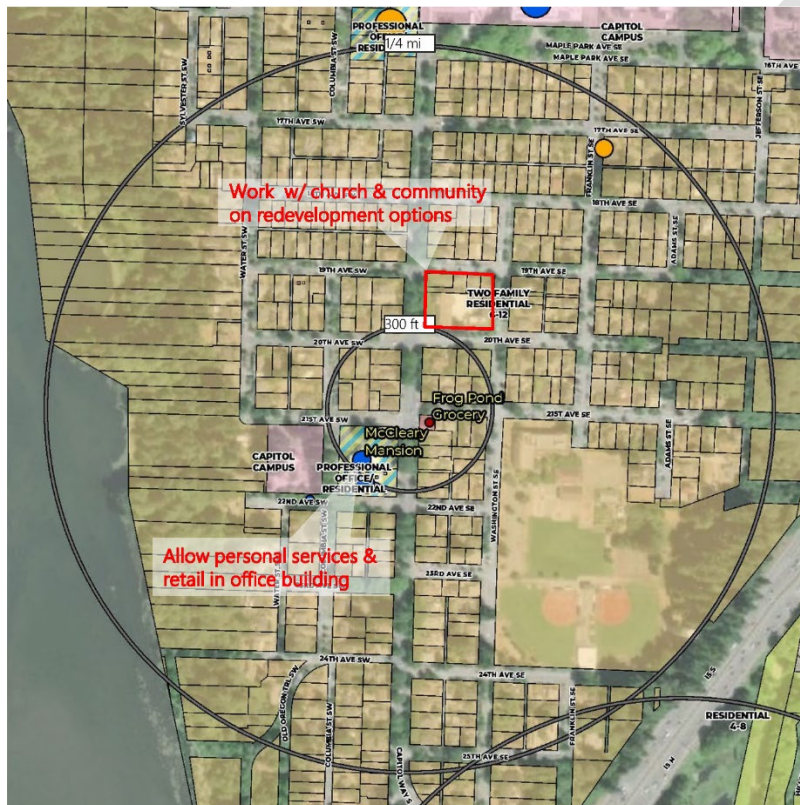 PROFESSIONAL
OFFICE/
RESID
1/4 mi
CAPITOL
CAMPUS
MAPLE PARK AVE SE
MAPLE PARK AVE SE
16TH AVE
SYLVESTER ST SW
COLUMBIA ST SW
JEFFERSON ST SE
17TH AVE SW
17TH AVE SE
FRANKLIN ST SE
Work w/ church & community
on redevelopment options
18TH AVE SE
WATER ST SW
ADAMS ST SE
19TH AVE SW
19TH AVE SE
TWO FAMILY
RESIDENTIAL
6-12
300 ft
20TH AVE SW
20TH AVE SE
Frog Pond
Grocery
21ST AVE SW
21ST AVE SE
McCleary
Mansion
CAPITOL
CAMPUS
PROFESSIONAL
OFFICE/
RESIDENTIAL
ADAMS ST SE
22ND AVE SW
22ND AVE SE
WASHINGTON ST SE
Allow personal services &
retail in office building
23RD AVE SE
24TH AVE SW
24TH AVE SE
OLD OREGON TRL SW
COLUMBIA ST SW
FRANKLIN ST SE
I5 S
RESIDENTIAL
4-8
25TH AVE SE
CAPITOL WAY S
I5 N